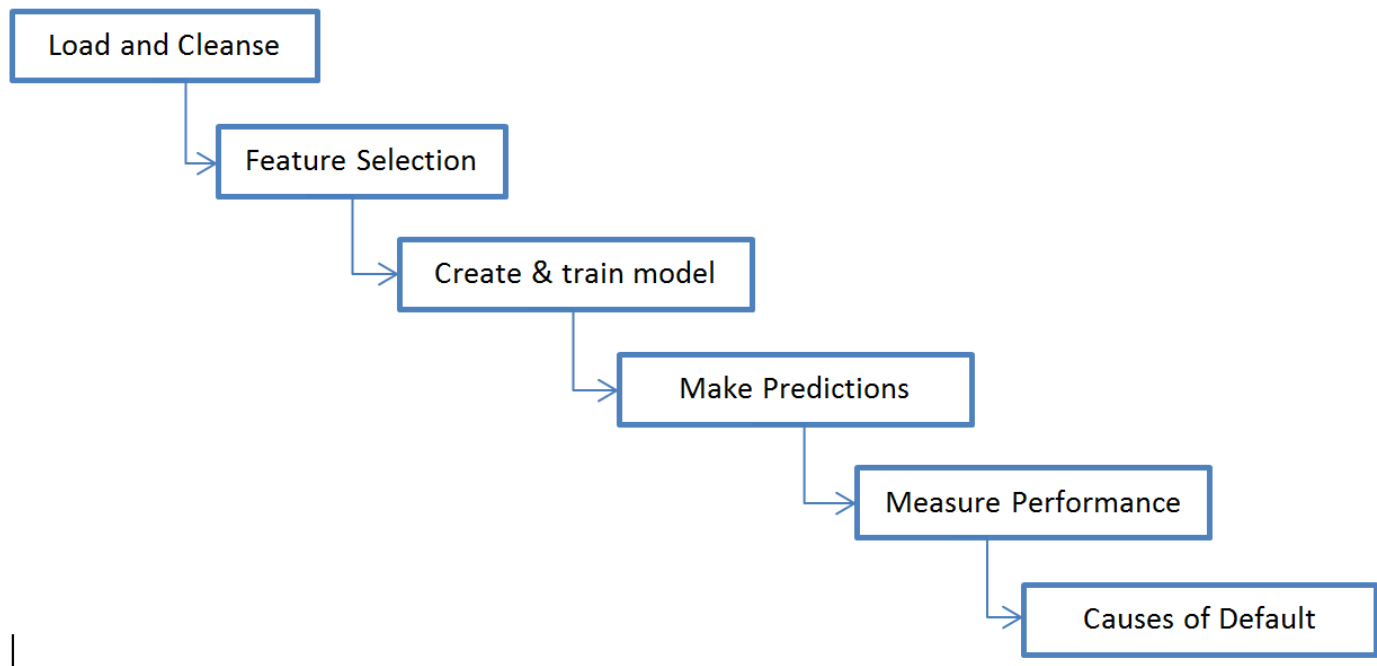 Load and Cleanse
Feature Selection
Create & train model
Make Predictions
Measure Performance
Causes of Default